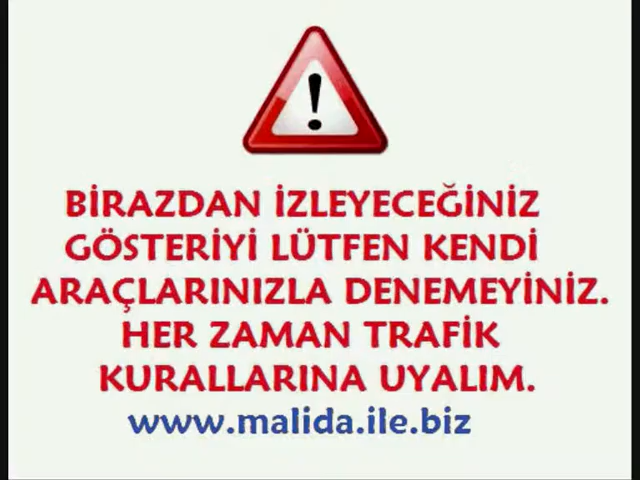 !
BİRAZDAN İZLEYECEĞİNİZ
GÖSTERİYİ LÜTFEN KENDİ
ARAÇLARINIZLA DENEMEYİNİZ.
HER ZAMAN TRAFİK
KURALLARINA UYALIM.
www.malida.ile.biz